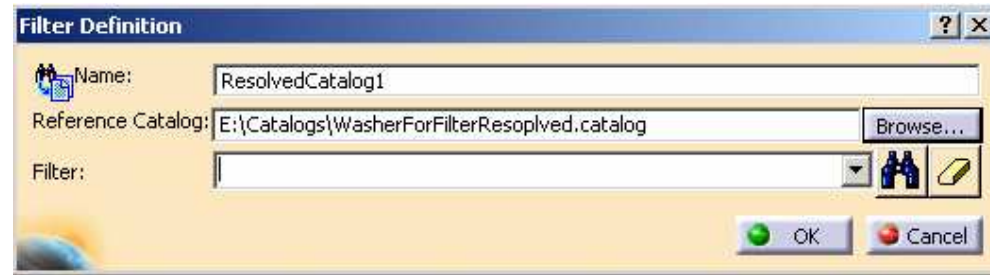 Filter Definition ? X
Name: ResolvedCatalog1
Reference Catalog: E:\Catalogs\WasherForFilterResoplved.catalog Browse...
Filter:
OK Cancel